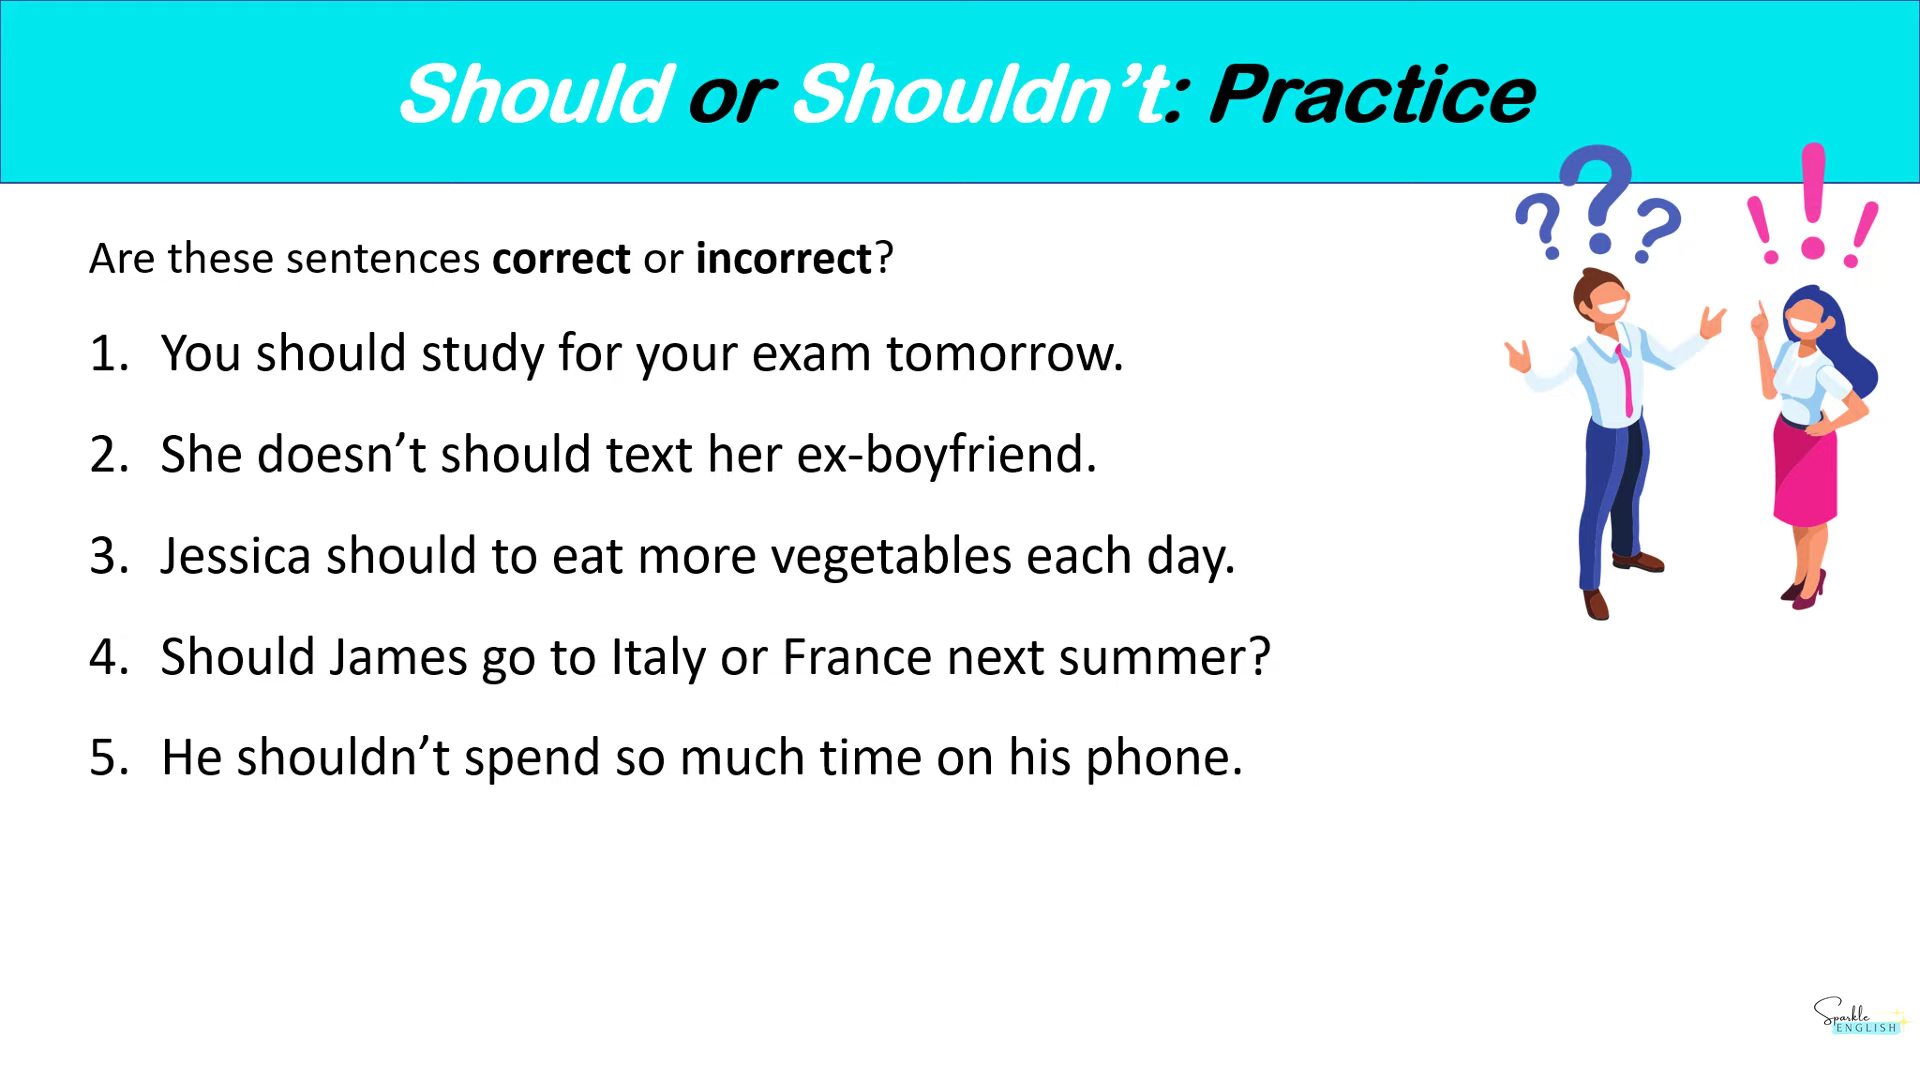 Should or Shouldn’t: Practice
Are these sentences correct or incorrect?
1. You should study for your exam tomorrow.
2. She doesn’t should text her ex-boyfriend.
3. Jessica should to eat more vegetables each day.
4. Should James go to Italy or France next summer?
5. He shouldn’t spend so much time on his phone.
Sparkle
ENGLISH